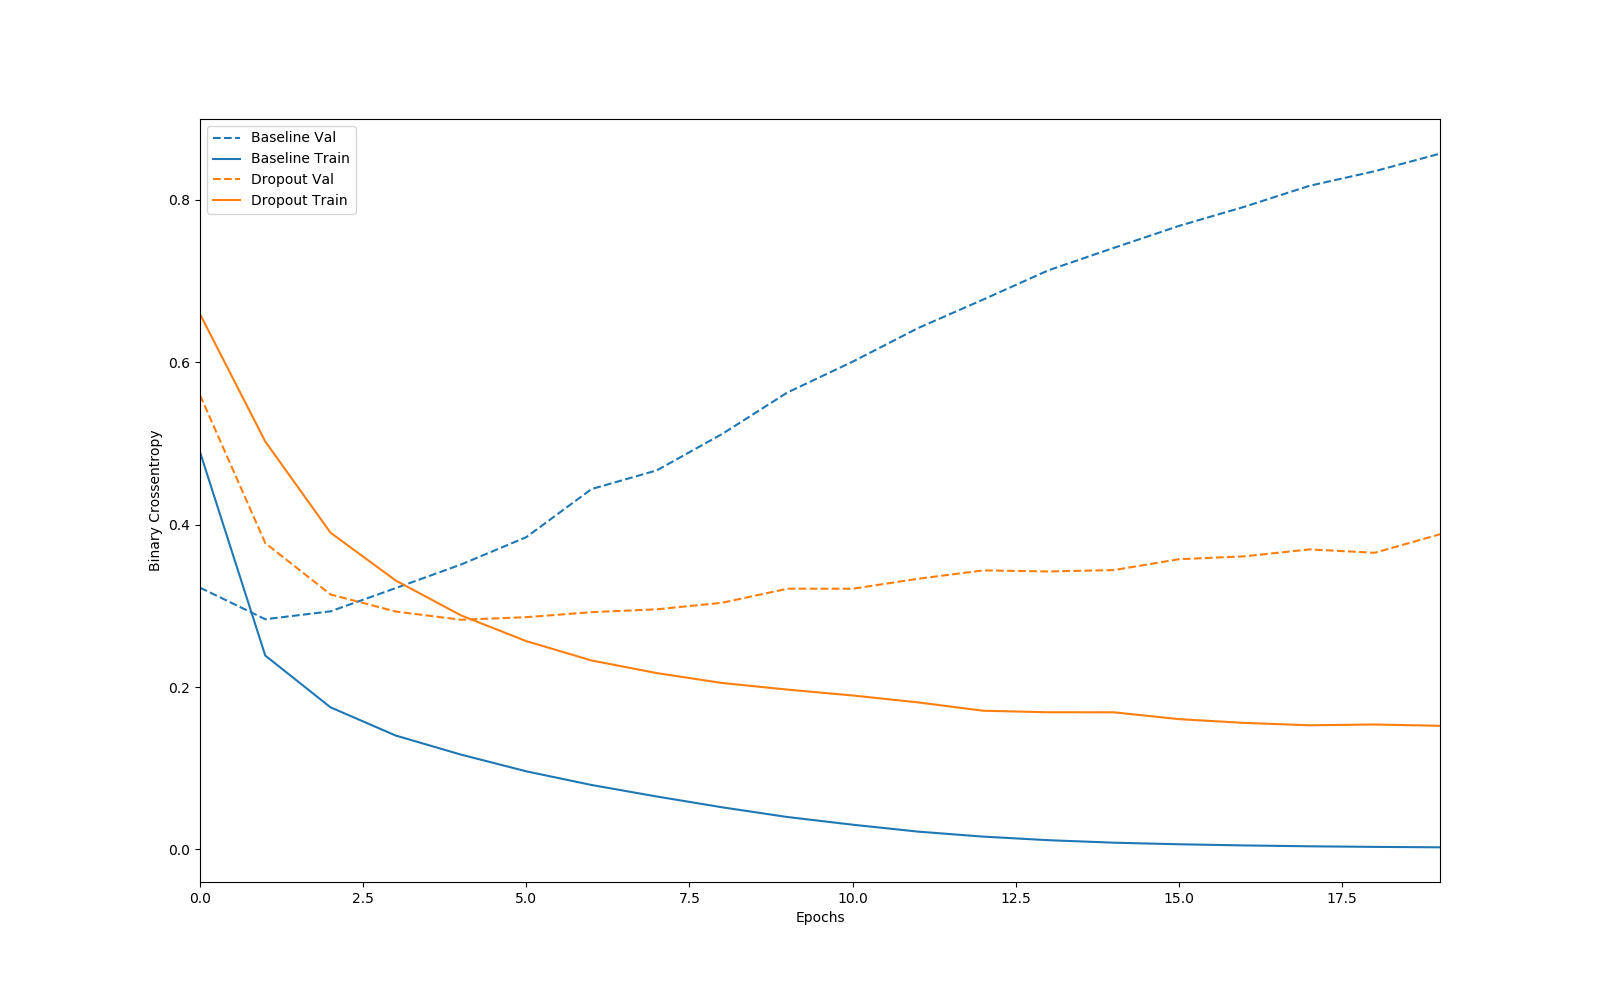 Baseline Val
Baseline Train
Dropout Val
Dropout Train
0.8
0.6
0.4
0.2
0.0
Binary Crossentropy
0.0 2.5 5.0 7.5 10.0 12.5 15.0 17.5
Epochs